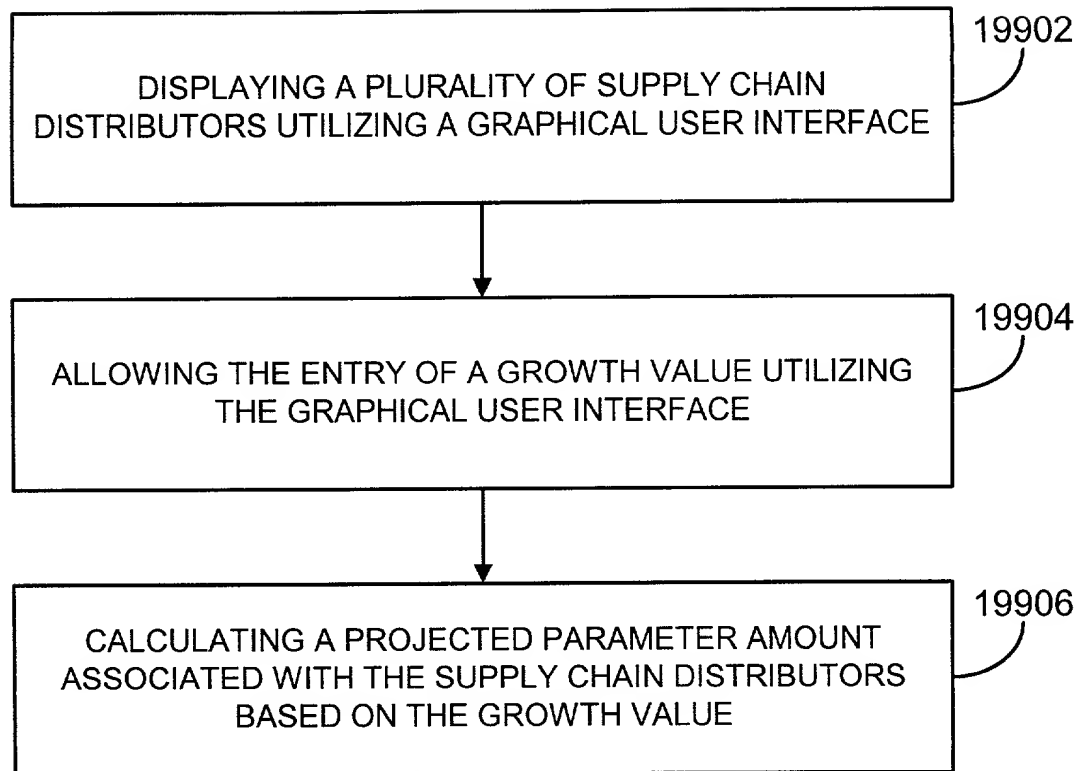 19902
DISPLAYING A PLURALITY OF SUPPLY CHAIN
DISTRIBUTORS UTILIZING A GRAPHICAL USER INTERFACE
19904
ALLOWING THE ENTRY OF A GROWTH VALUE UTILIZING
THE GRAPHICAL USER INTERFACE
19906
CALCULATING A PROJECTED PARAMETER AMOUNT
ASSOCIATED WITH THE SUPPLY CHAIN DISTRIBUTORS
BASED ON THE GROWTH VALUE